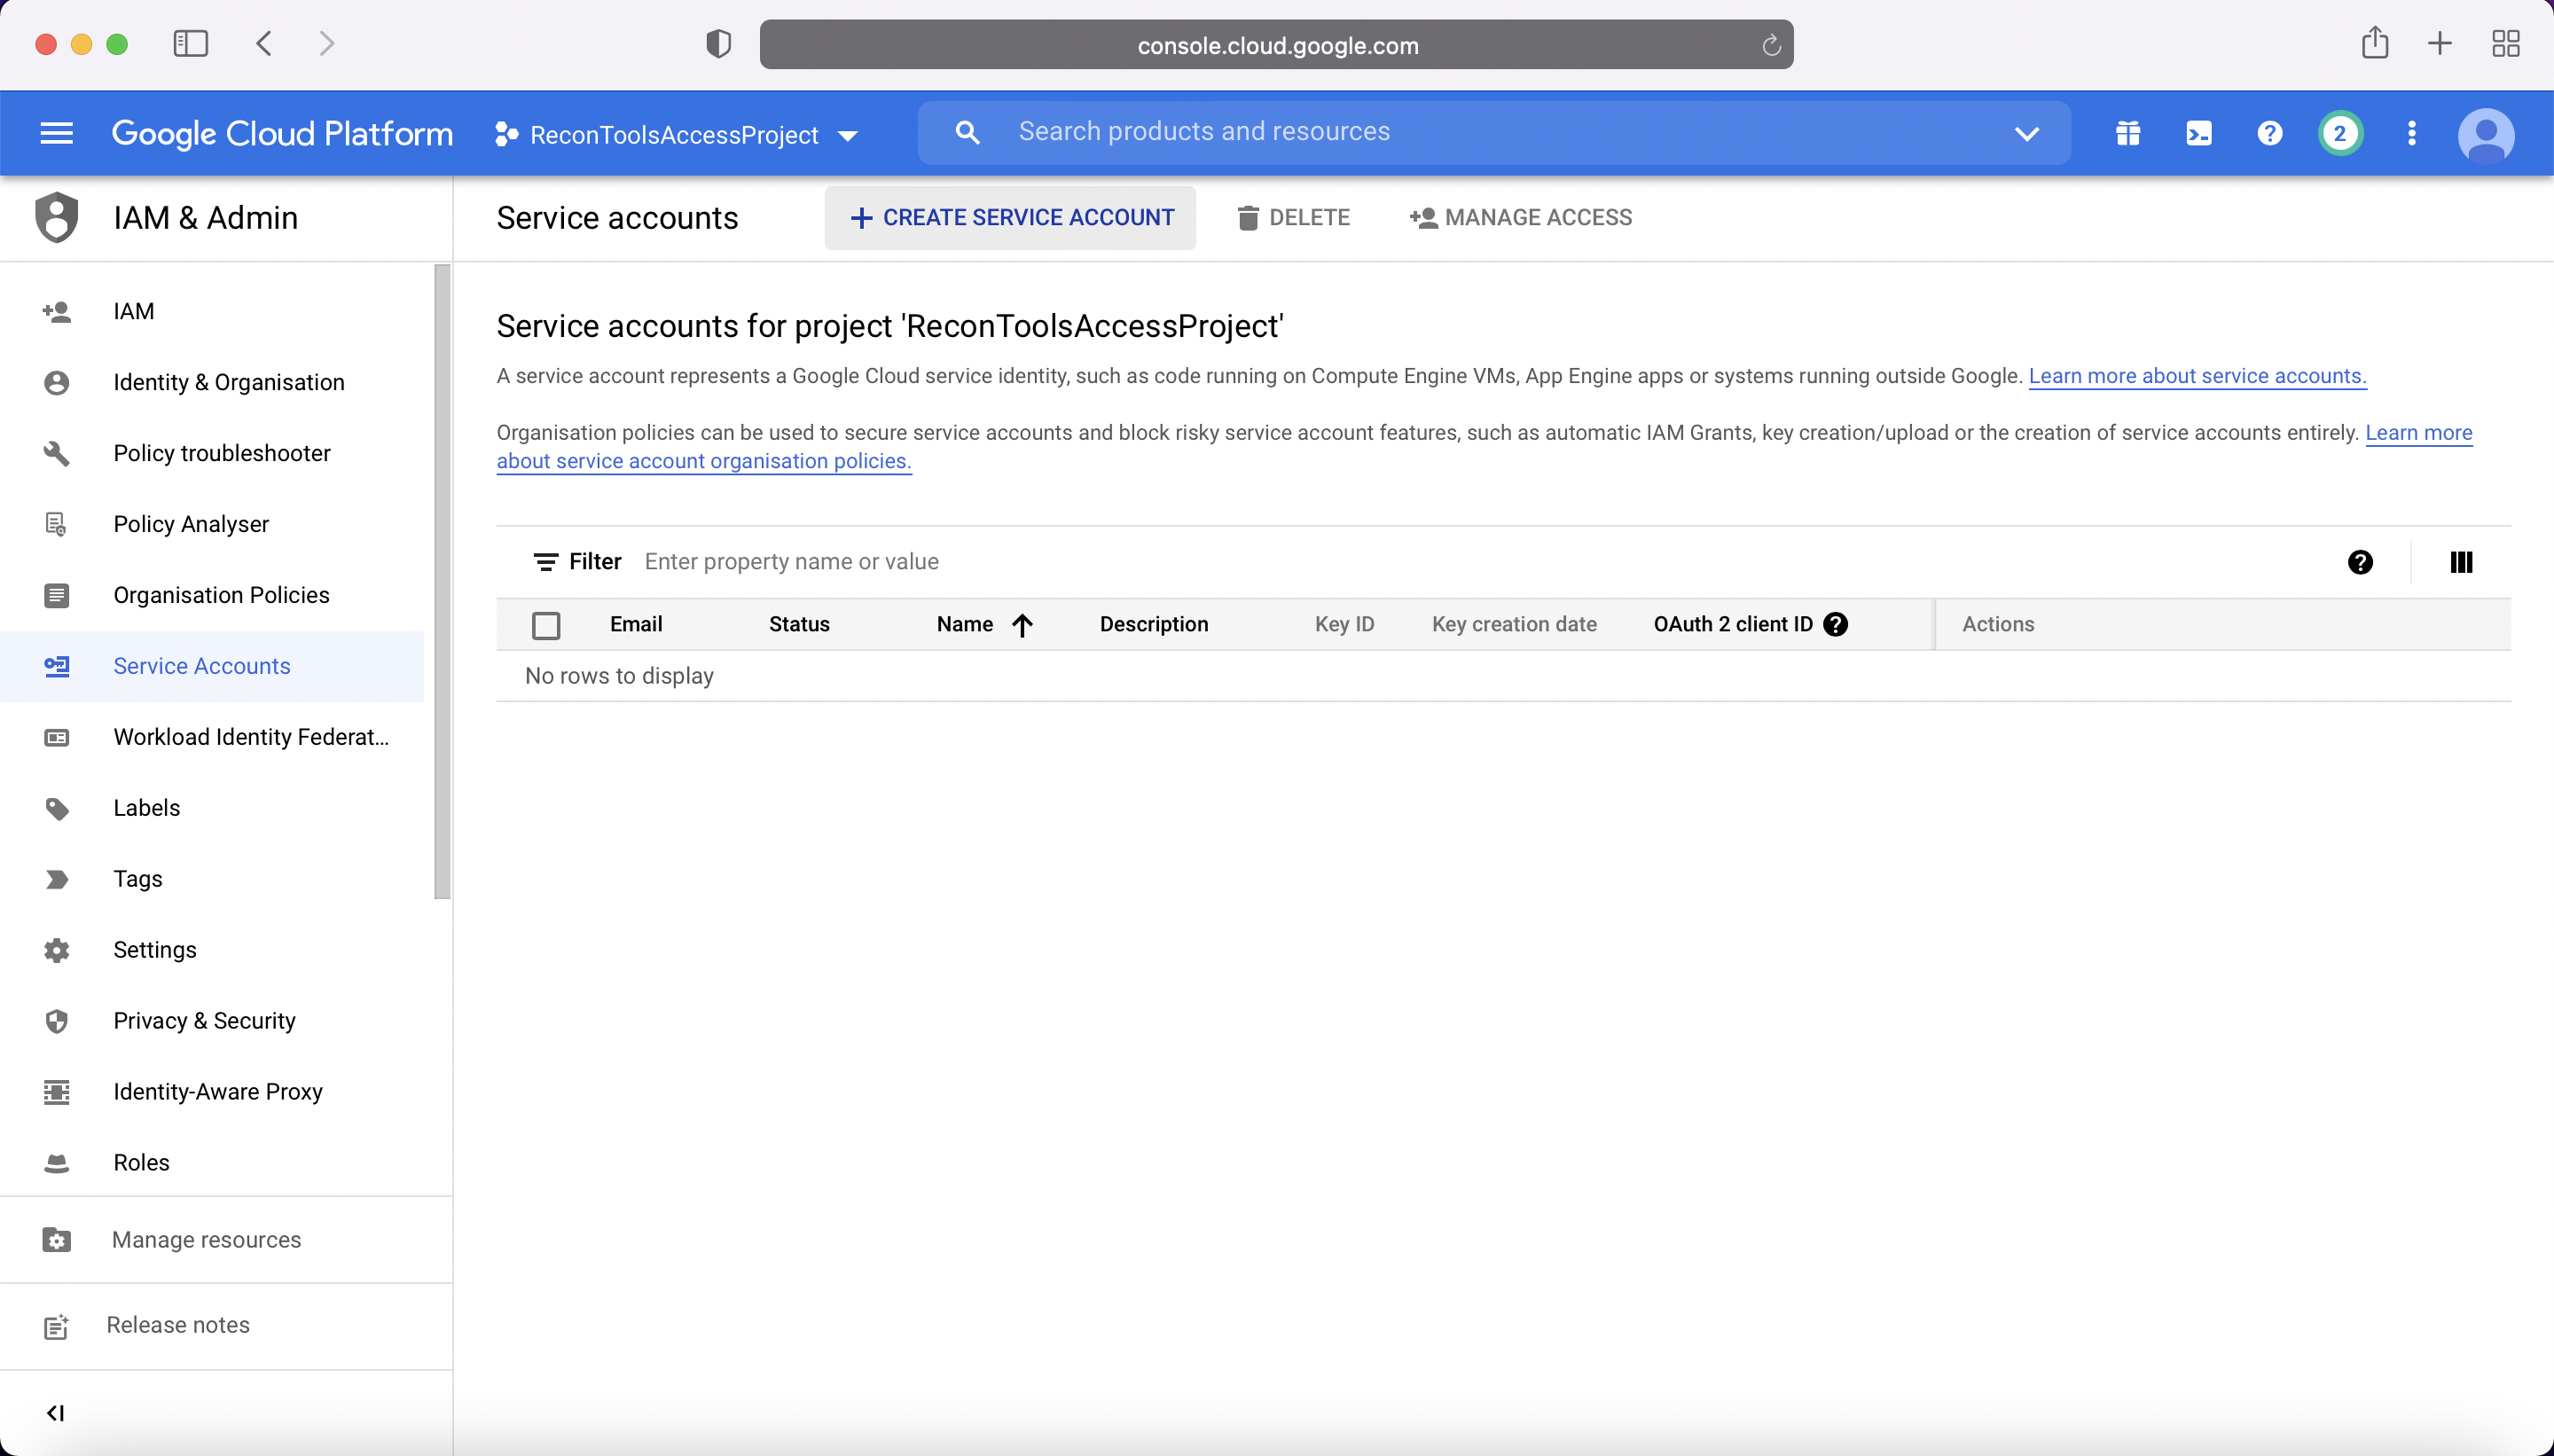 console.cloud.google.com
Google Cloud Platform
ReconToolsAccessProject
Search products and resources
2
IAM & Admin
Service accounts
CREATE SERVICE ACCOUNT
DELETE
MANAGE ACCESS
IAM
Identity & Organisation
Policy troubleshooter
Policy Analyser
Organisation Policies
Service Accounts
Workload Identity Federat...
Labels
Tags
Settings
Privacy & Security
Identity-Aware Proxy
Roles
Manage resources
Release notes
Service accounts for project 'ReconToolsAccessProject'
A service account represents a Google Cloud service identity, such as code running on Compute Engine VMs, App Engine apps or systems running outside Google. Learn more about service accounts.
Organisation policies can be used to secure service accounts and block risky service account features, such as automatic IAM Grants, key creation/upload or the creation of service accounts entirely. Learn more
about service account organisation policies.
Filter Enter property name or value
Email Status Name Description Key ID Key creation date OAuth 2 client ID Actions
No rows to display